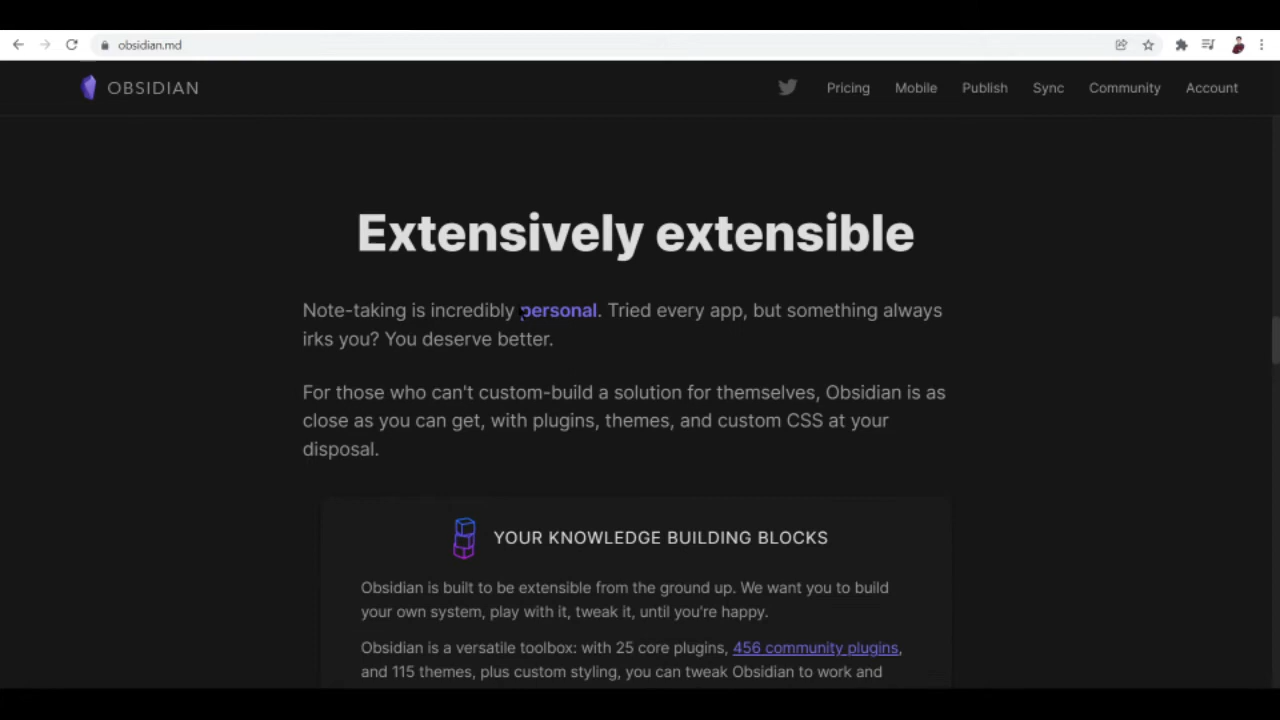 obsidian.md
OBSIDIAN
Pricing
Mobile
Publish
Sync
Community
Account
Extensively extensible
Note-taking is incredibly personal. Tried every app, but something always
irks you? You deserve better.
For those who can't custom-build a solution for themselves, Obsidian is as
close as you can get, with plugins, themes, and custom CSS at your
disposal.
YOUR KNOWLEDGE BUILDING BLOCKS
Obsidian is built to be extensible from the ground up. We want you to build
your own system, play with it, tweak it, until you're happy.
Obsidian is a versatile toolbox: with 25 core plugins, 456 community plugins,
and 115 themes, plus custom styling, you can tweak Obsidian to work and